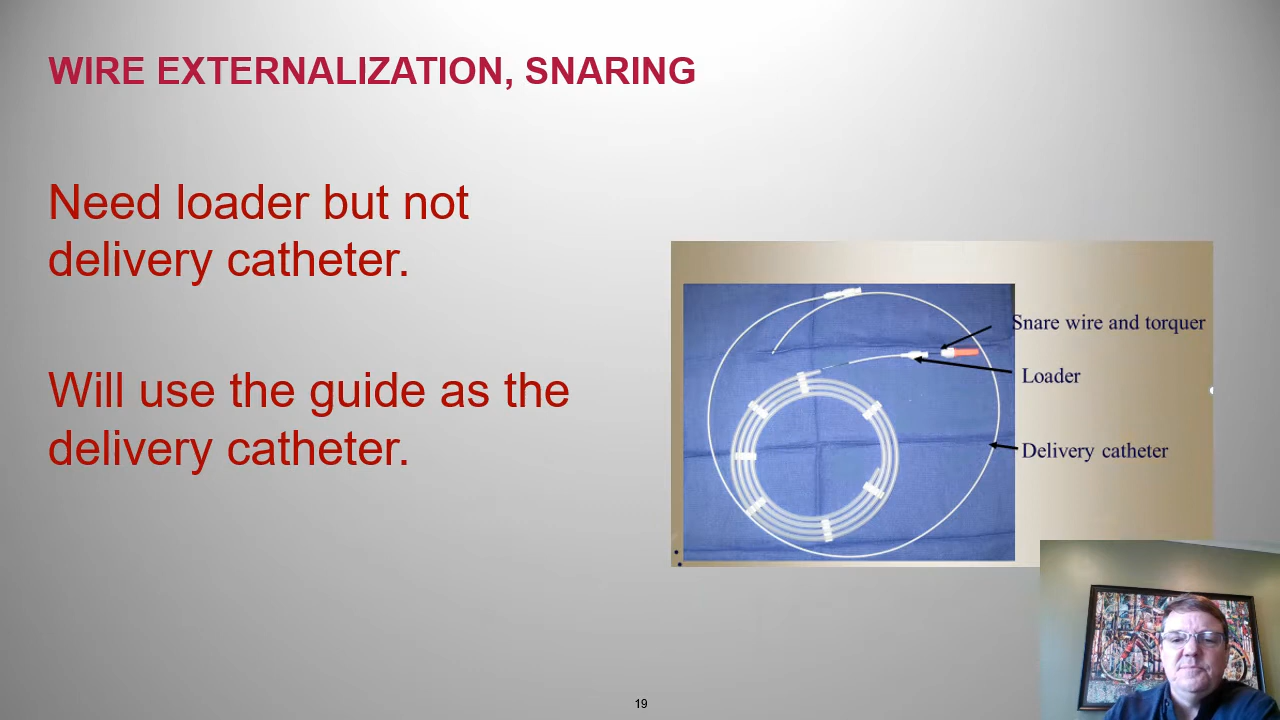 WIRE EXTERNALIZATION, SNARING
Need loader but not
delivery catheter.
Will use the guide as the
delivery catheter.
Snare wire and torquer
Loader
Delivery catheter
19